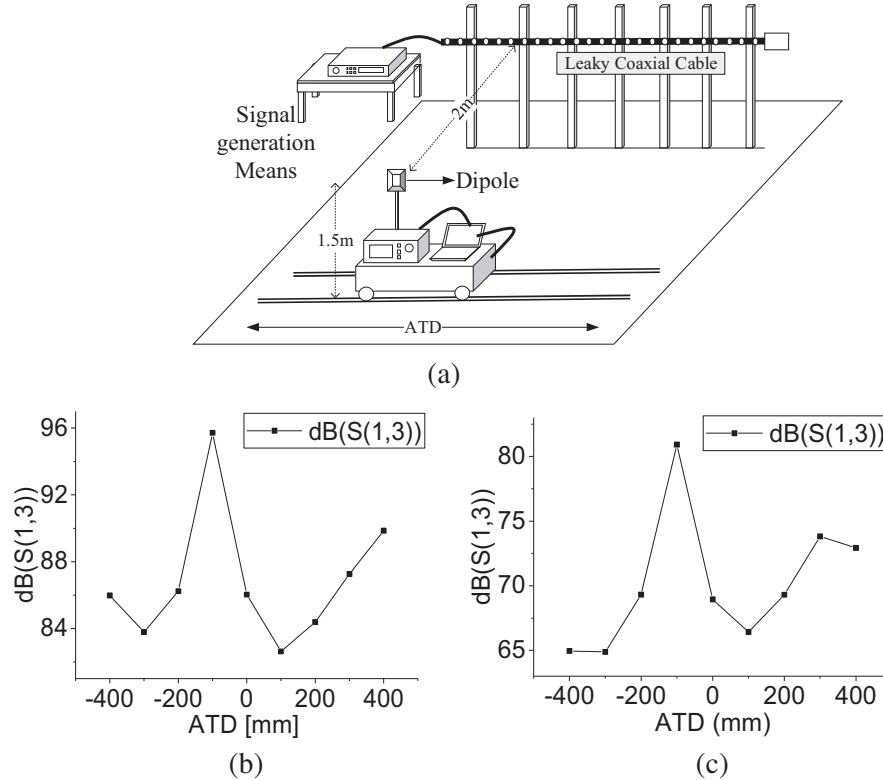 Leaky Coaxial Cable
2m
Signal
generation
Means
Dipole
1.5m
ATD
(a)
dB(S(1,3))
96
92
88
84
dB(S(1,3))
-400 -200 0 200 400
ATD [mm]
(b)
dB(S(1,3))
80
75
70
65
dB(S(1,3))
-400 -200 0 200 400
ATD (mm)
(c)